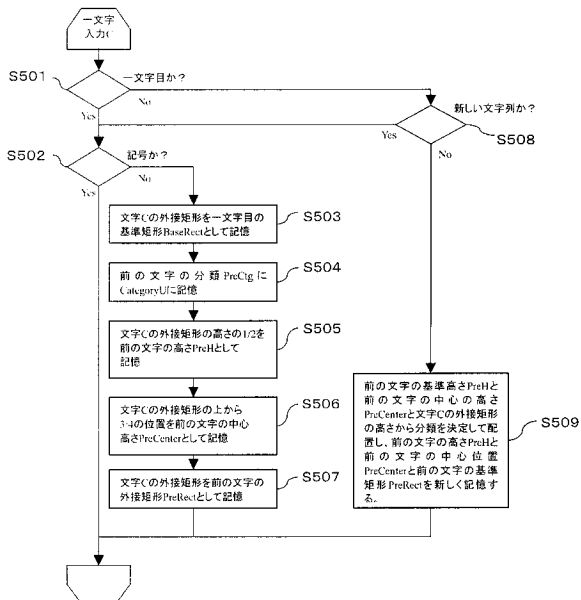 一文字
入力C
S501
一文字目か?
No
Yes
新しい文字列か?
S508
Yes
No
S502
記号か?
No
Yes
文字Cの外接矩形を一文字目の
基準矩形BaseRectとして記憶
S503
前の文字の分類PreCtgに
CategoryUに記憶
S504
文字Cの外接矩形の高さの1/2を
前の文字の高さPreHとして
記憶
S505
文字Cの外接矩形の上から
3/4の位置を前の文字の中心
高さPreCenterとして記憶
S506
文字Cの外接矩形を前の文字の
外接矩形PreRectとして記憶
S507
前の文字の基準高さPreHと
前の文字の中心の高さ
PreCenterと文字Cの外接矩形
の高さから分類を決定して配
置し、前の文字の高さPreHと
前の文字の中心位置
PreCenterと前の文字の基準
矩形PreRectを新しく記憶す
る。
S509